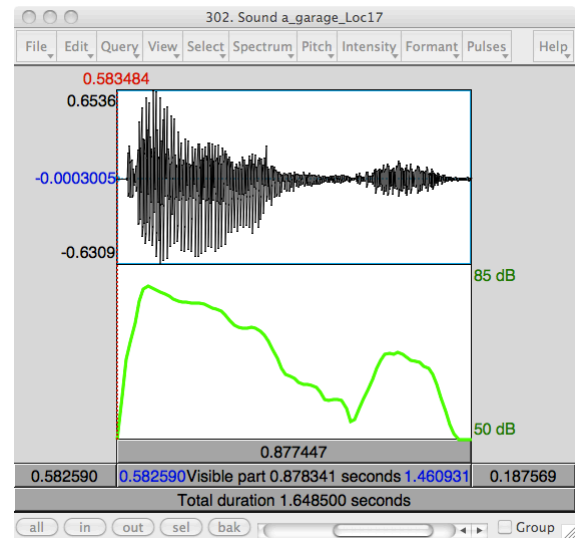 302. Sound a_garage_Loc17
File Edit Query View Select Spectrum Pitch Intensity Formant Pulses Help
0.583484
0.6536
-0.0003005
-0.6309
85 dB
50 dB
0.877447
0.582590 0.582590 Visible part 0.878341 seconds 1.460931 0.187569
Total duration 1.648500 seconds
all in out sel bak Group